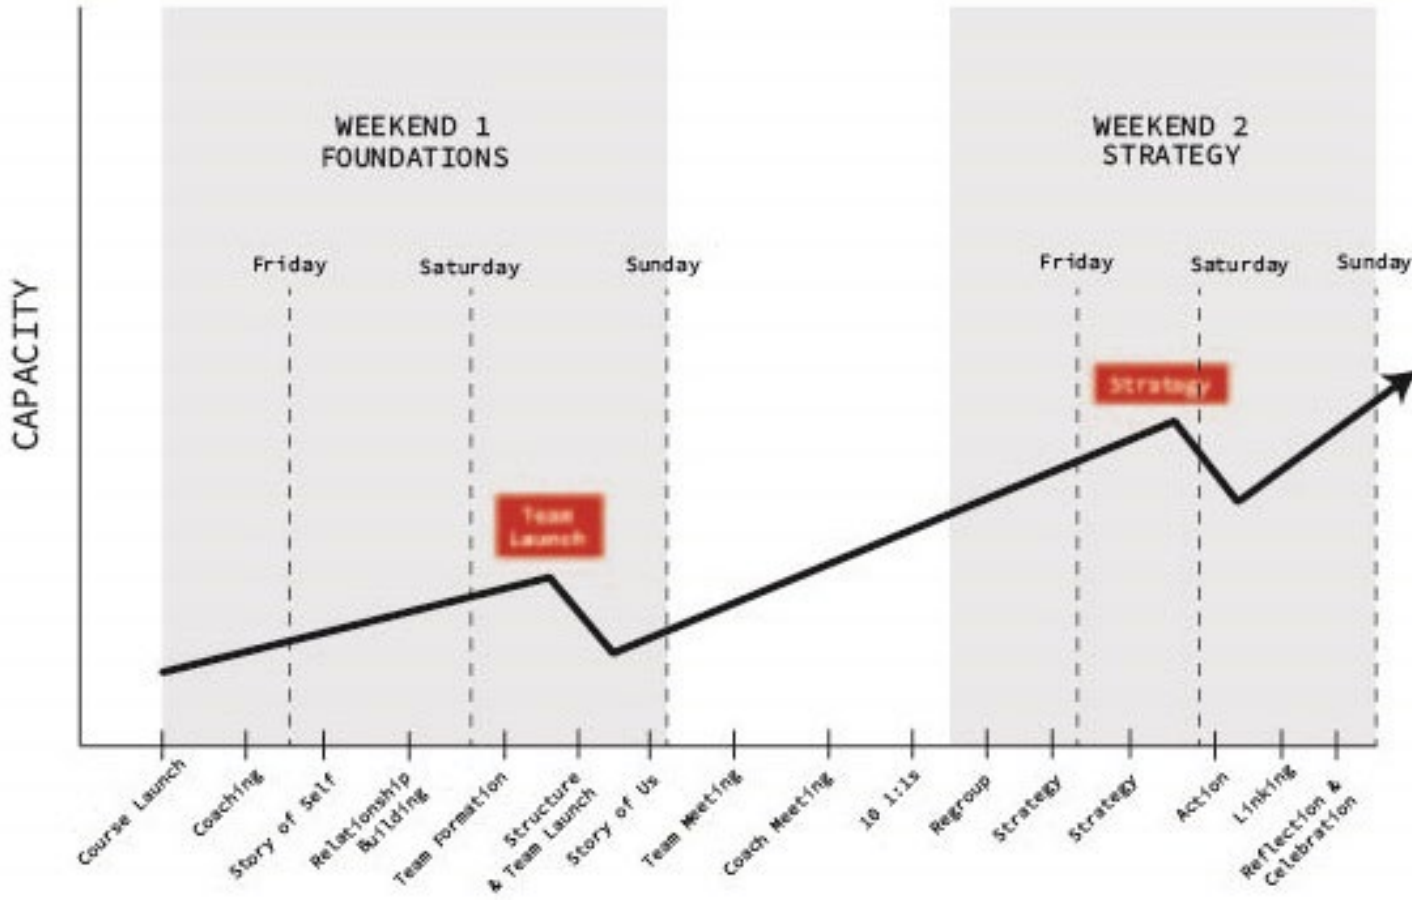 WEEKEND 1
FOUNDATIONS
WEEKEND 2
STRATEGY
Friday
Saturday
Sunday
Friday
Saturday
Sunday
CAPACITY
Strategy
Team
Launch
Course Launch
Coaching
Story of Self
Relationship
Building
Team Formation
Structure
& Team Launch
Story of Us
Team Meeting
Coach Meeting
10 1:1s
Regroup
Strategy
Strategy
Action
Linking
Reflection &
Celebration